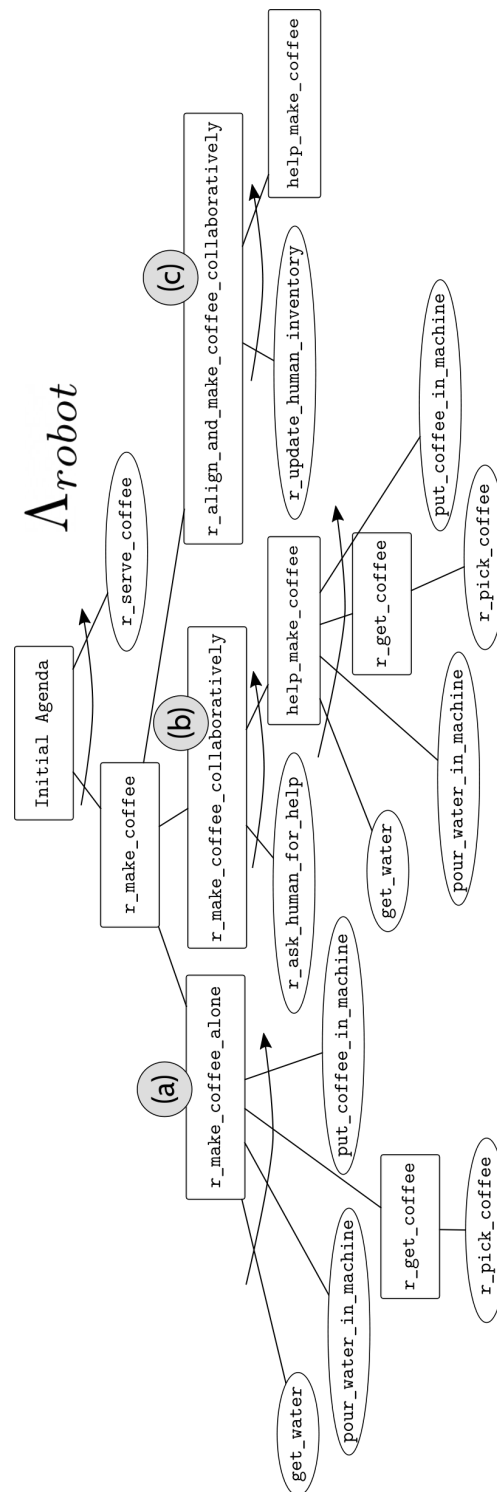 Λrobot
Initial Agenda
r_make_coffee
r_serve_coffee
(a)
(b)
(c)
r_make_coffee_alone
r_make_coffee_collaboratively
r_align_and_make_coffee_collaboratively
get_water
pour_water_in_machine
r_get_coffee
put_coffee_in_machine
r_pick_coffee
r_ask_human_for_help
help_make_coffee
r_update_human_inventory
help_make_coffee
get_water
pour_water_in_machine
r_get_coffee
put_coffee_in_machine
r_pick_coffee